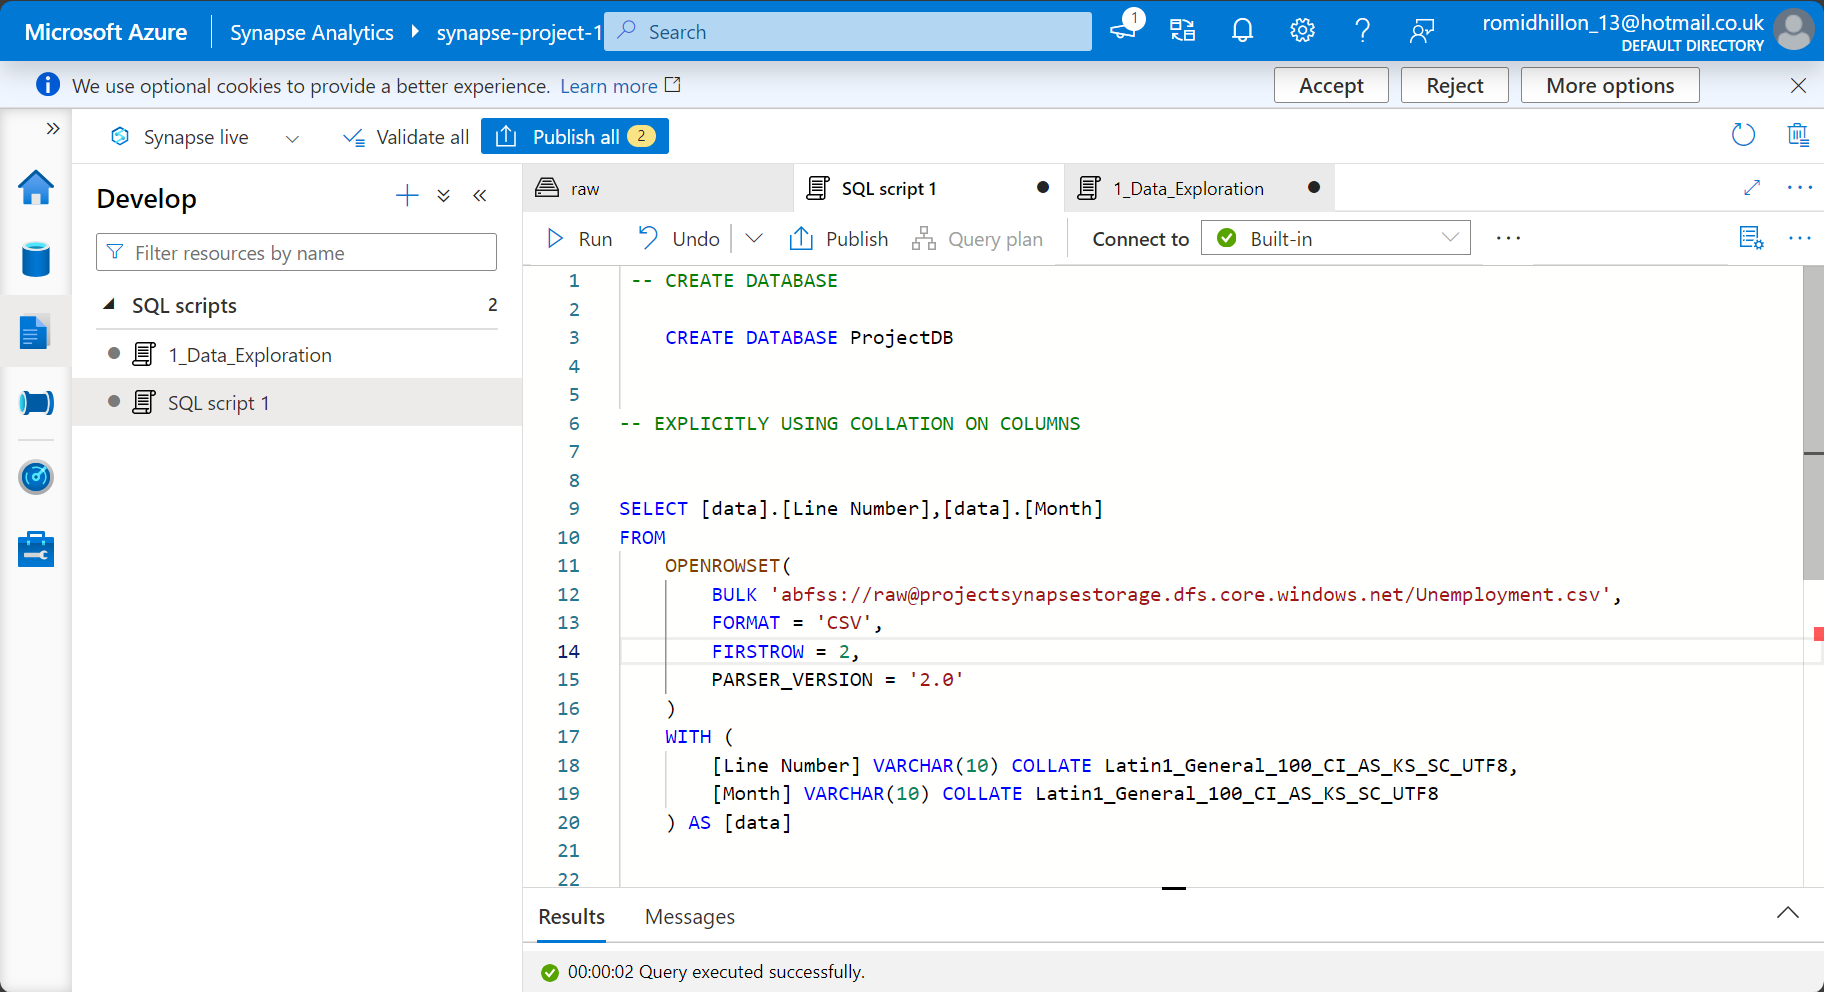 Microsoft Azure
Synapse Analytics
synapse-project-1
Search
1
romidhillon_13@hotmail.co.uk
DEFAULT DIRECTORY
We use optional cookies to provide a better experience. Learn more
Accept
Reject
More options
Synapse live
Validate all
Publish all 2
Develop
Filter resources by name
SQL scripts 2
1_Data_Exploration
SQL script 1
raw
SQL script 1
1_Data_Exploration
Run
Undo
Publish
Query plan
Connect to
Built-in
1 -- CREATE DATABASE
2
3 CREATE DATABASE ProjectDB
4
5
6 -- EXPLICITLY USING COLLATION ON COLUMNS
7
8
9 SELECT [data].[Line Number],[data].[Month]
10 FROM
11 OPENROWSET(
12 BULK 'abfss://raw@projectsynapsestorage.dfs.core.windows.net/Unemployment.csv',
13 FORMAT = 'CSV',
14 FIRSTROW = 2,
15 PARSER_VERSION = '2.0'
16 )
17 WITH (
18 [Line Number] VARCHAR(10) COLLATE Latin1_General_100_CI_AS_KS_SC_UTF8,
19 [Month] VARCHAR(10) COLLATE Latin1_General_100_CI_AS_KS_SC_UTF8
20 ) AS [data]
21
22
Results
Messages
00:00:02 Query executed successfully.